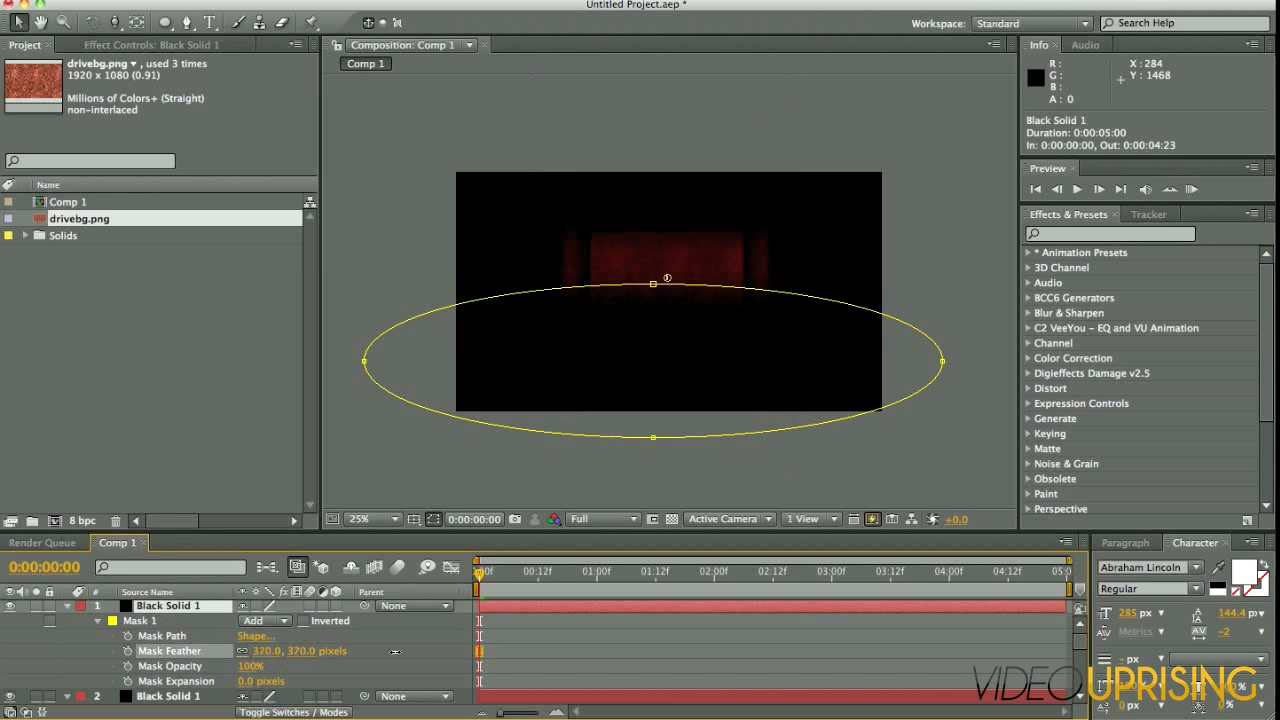 Untitled Project.aep *
Workspace: Standard Search Help
Project Effect Controls: Black Solid 1
Composition: Comp 1
Info Audio
Comp 1
drivebg.png ▾ , used 3 times
1920 x 1080 (0.91)
Millions of Colors+ (Straight)
non-interlaced
R :
G :
B :
A : 0
X : 284
Y : 1468
Black Solid 1
Duration: 0:00:05:00
In: 0:00:00:00, Out: 0:00:04:23
Preview
Effects & Presets Tracker
Name
Comp 1
drivebg.png
Solids
* Animation Presets
3D Channel
Audio
BCC6 Generators
Blur & Sharpen
C2 VeeYou - EQ and VU Animation
Channel
Color Correction
Digieffects Damage v2.5
Distort
Expression Controls
Generate
Keying
Matte
Noise & Grain
Obsolete
Paint
Perspective
8 bpc
25% 0:00:00:00 Full Active Camera 1 View +0.0
Render Queue Comp 1
Paragraph Character
0:00:00:00
00:12f 01:00f 01:12f 02:00f 02:12f 03:00f 03:12f 04:00f 04:12f 05:0
# Source Name Parent
1 Black Solid 1 None
Mask 1 Add Inverted
Mask Path Shape...
Mask Feather 320.0, 370.0 pixels
Mask Opacity 100%
Mask Expansion 0.0 pixels
2 Black Solid 1 None
Toggle Switches / Modes
Abraham Lincoln
Regular
285 px 144.4 px
Metrics -2
- px
VIDEOUPRISING